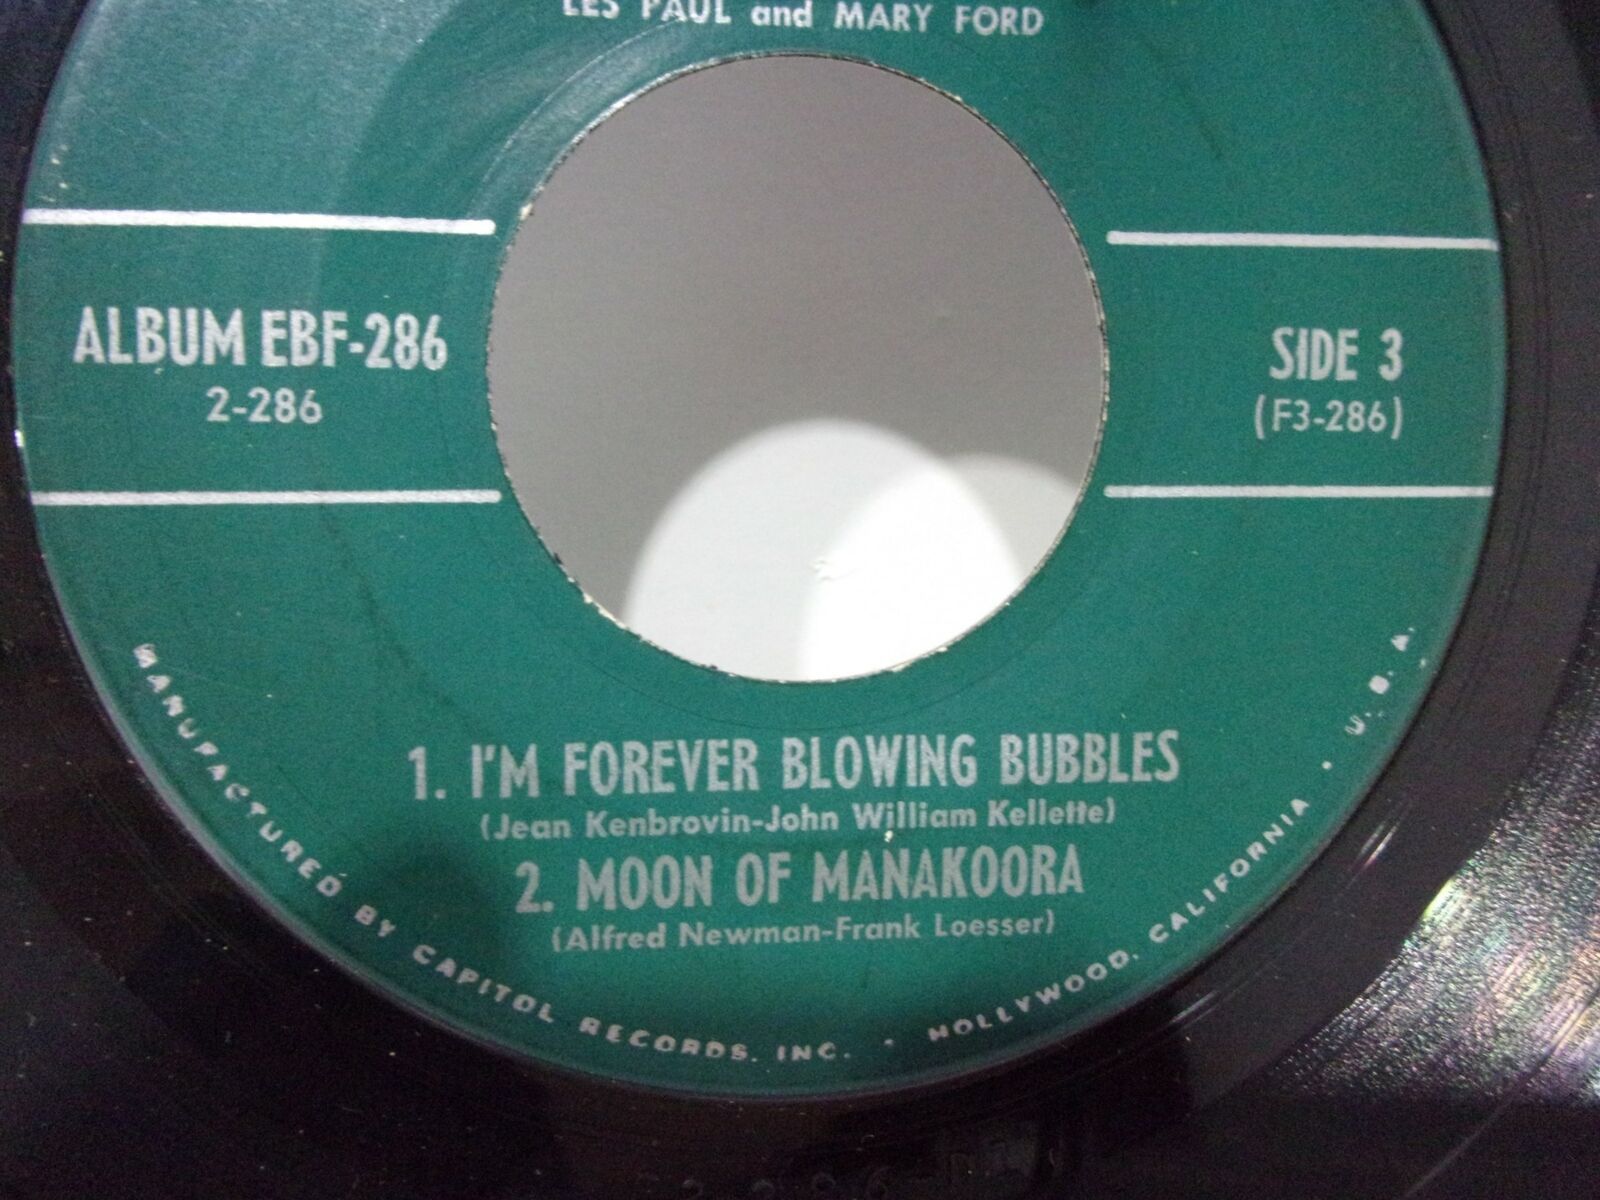 LES PAUL and MARY FORD
ALBUM EBF-286
2-286
SIDE 3
(F3-286)
1. I'M FOREVER BLOWING BUBBLES
(Jean Kenbrovin-John William Kellette)
2. MOON OF MANAKOORA
(Alfred Newman-Frank Loesser)
MANUFACTURED BY CAPITOL RECORDS, INC. • HOLLYWOOD, CALIFORNIA • U.S.A.